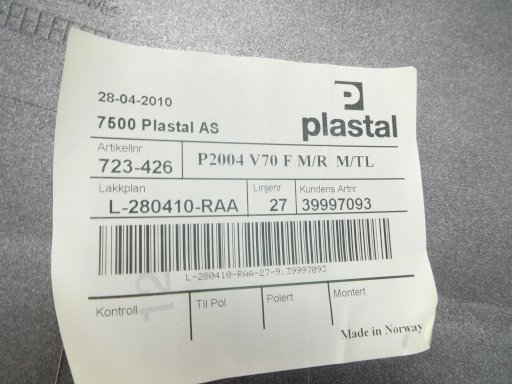 28-04-2010
7500 Plastal AS
plastal
Artikelnr
723-426
P2004 V70 F M/R M/TL
Lakkplan
L-280410-RAA
Linjenr
27
Kundens Artnr
39997093
L-280410-RAA-27-9;39997093
Kontroll
Til Pol
Polert
Montert
Made in Norway